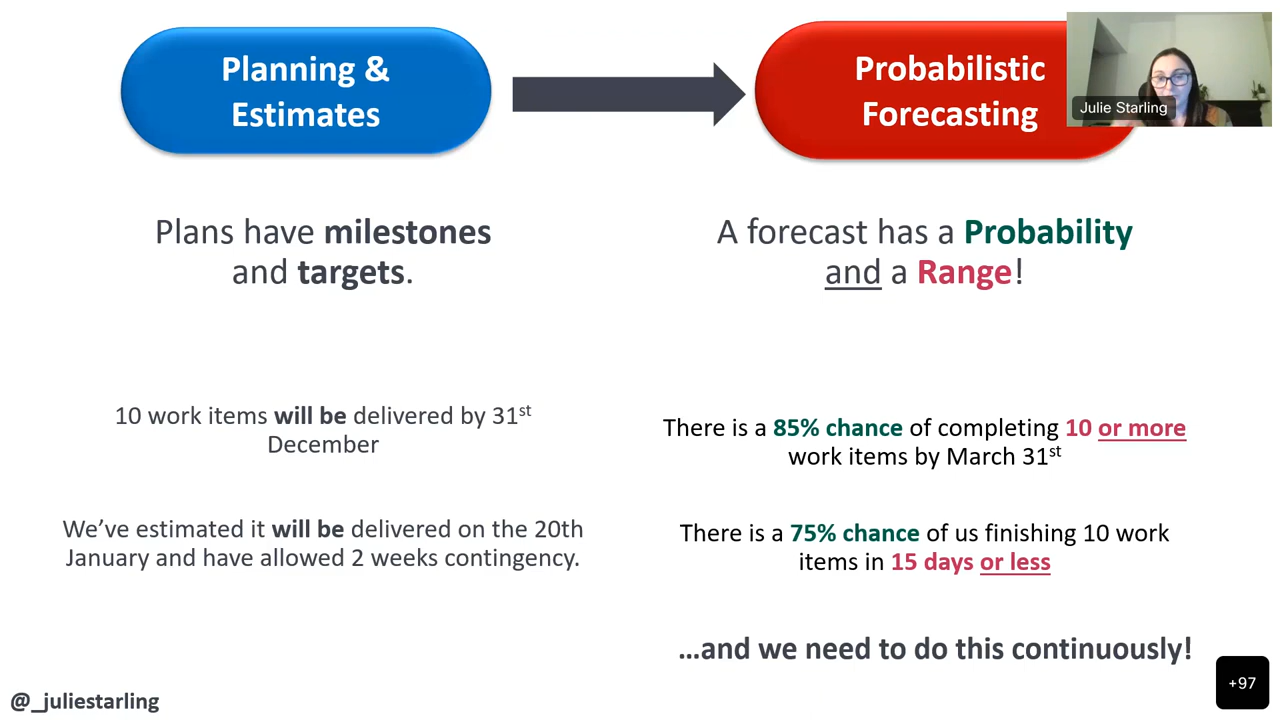 Planning &
Estimates
Probabilistic
Forecasting
Julie Starling
Plans have milestones
and targets.
A forecast has a Probability
and a Range!
10 work items will be delivered by 31st
December
We’ve estimated it will be delivered on the 20th
January and have allowed 2 weeks contingency.
There is a 85% chance of completing 10 or more
work items by March 31st
There is a 75% chance of us finishing 10 work
items in 15 days or less
...and we need to do this continuously!
+97
@_juliestarling